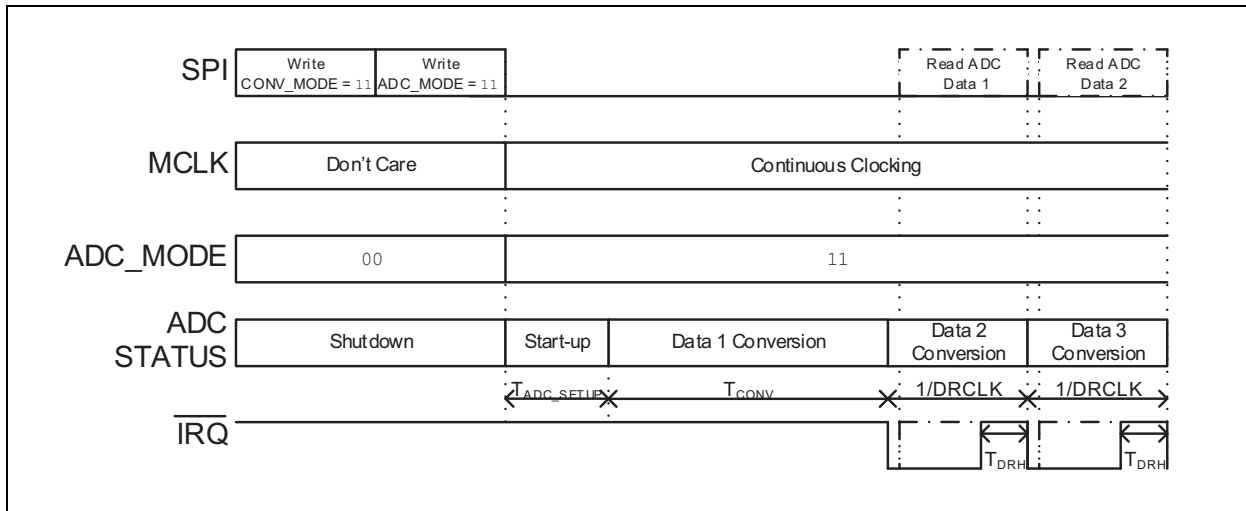 SPI
Write
CONV_MODE = 11
Write
ADC_MODE = 11
Read ADC
Data 1
Read ADC
Data 2
MCLK
Don't Care
Continuous Clocking
ADC_MODE
00
11
ADC
STATUS
Shutdown
Start-up
Data 1 Conversion
Data 2
Conversion
Data 3
Conversion
TADC_SETUP
TCONV
1/DRCLK
1/DRCLK
IRQ
TDRH
TDRH